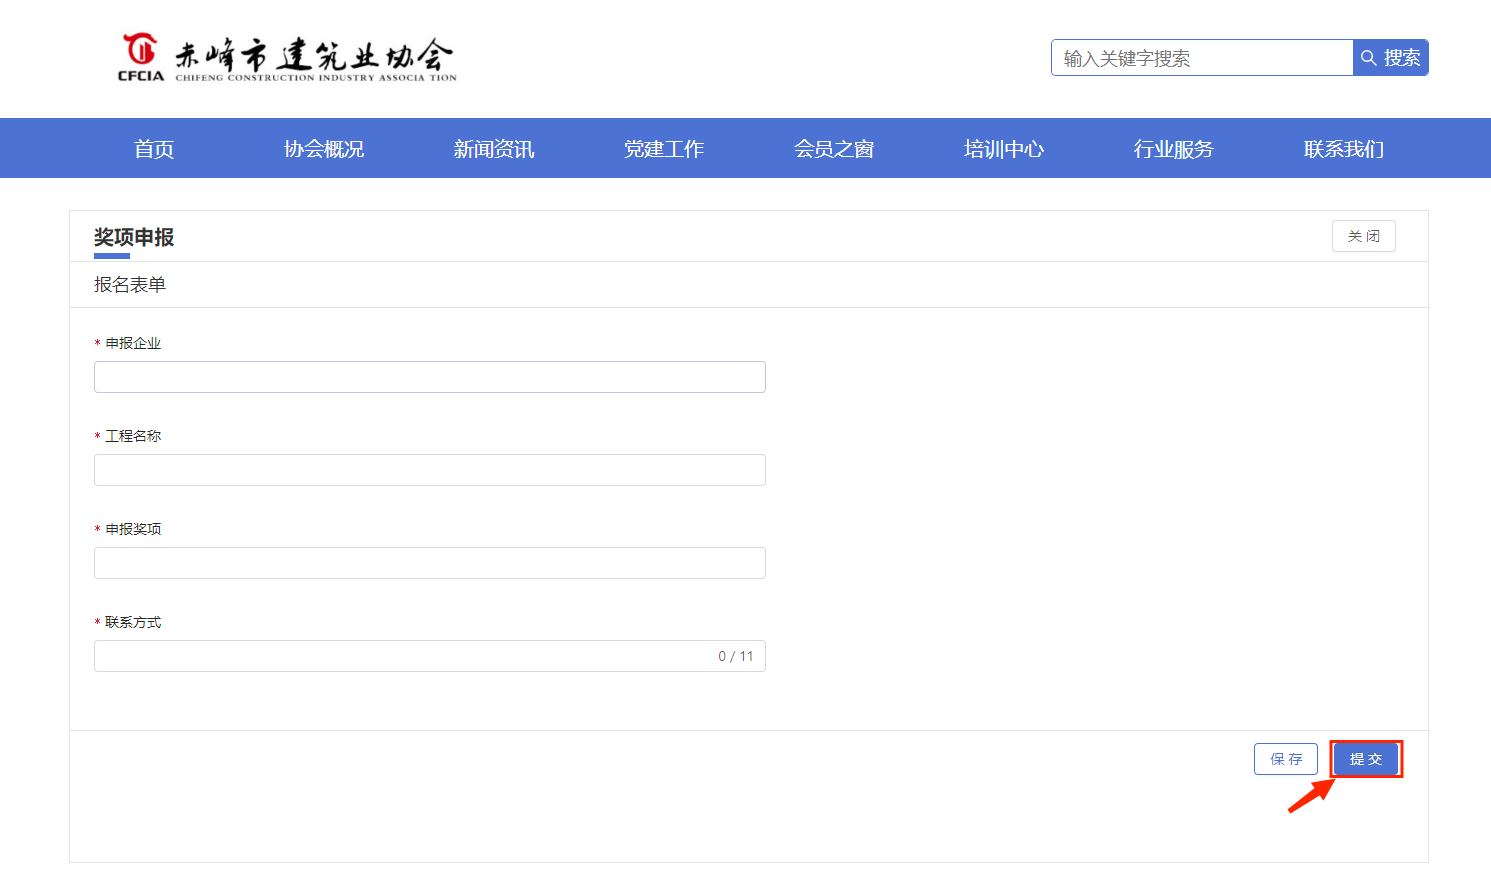 CFCIA
赤峰市建筑业协会
CHIFENG CONSTRUCTION INDUSTRY ASSOCIA TION
输入关键字搜索
搜索
首页 协会概况 新闻资讯 党建工作 会员之窗 培训中心 行业服务 联系我们
奖项申报
关 闭
报名表单
* 申报企业
* 工程名称
* 申报奖项
* 联系方式
0 / 11
保 存 提 交